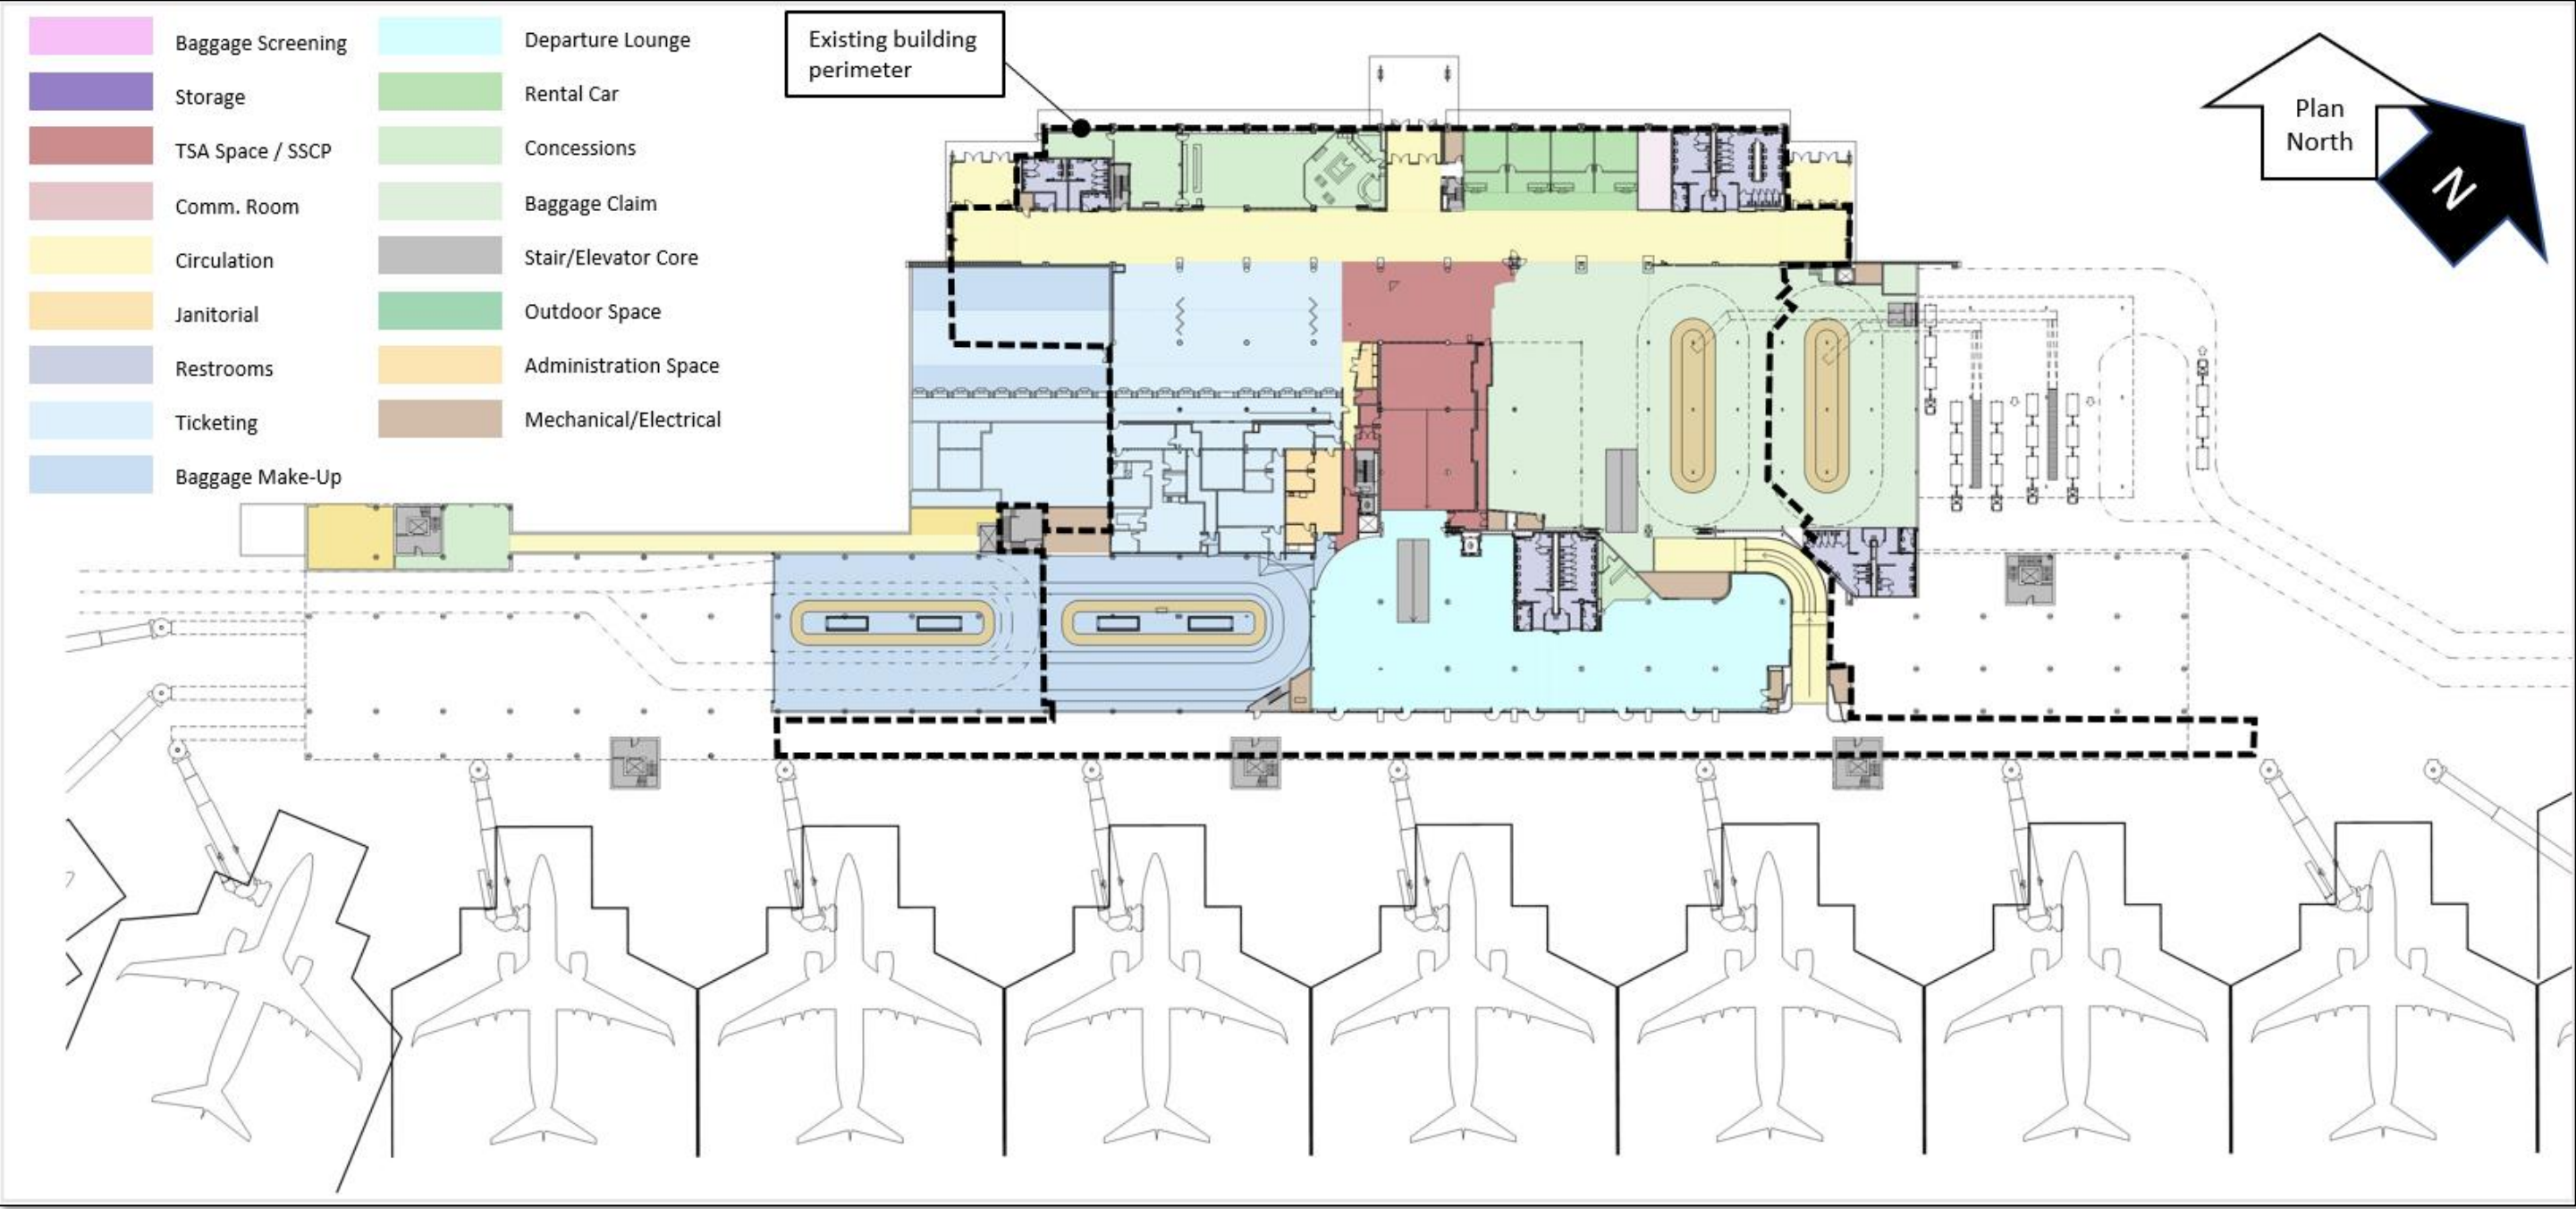 Baggage Screening
Storage
TSA Space / SSCP
Comm. Room
Circulation
Janitorial
Restrooms
Ticketing
Baggage Make-Up
Departure Lounge
Rental Car
Concessions
Baggage Claim
Stair/Elevator Core
Outdoor Space
Administration Space
Mechanical/Electrical
Existing building
perimeter
Plan
North
N